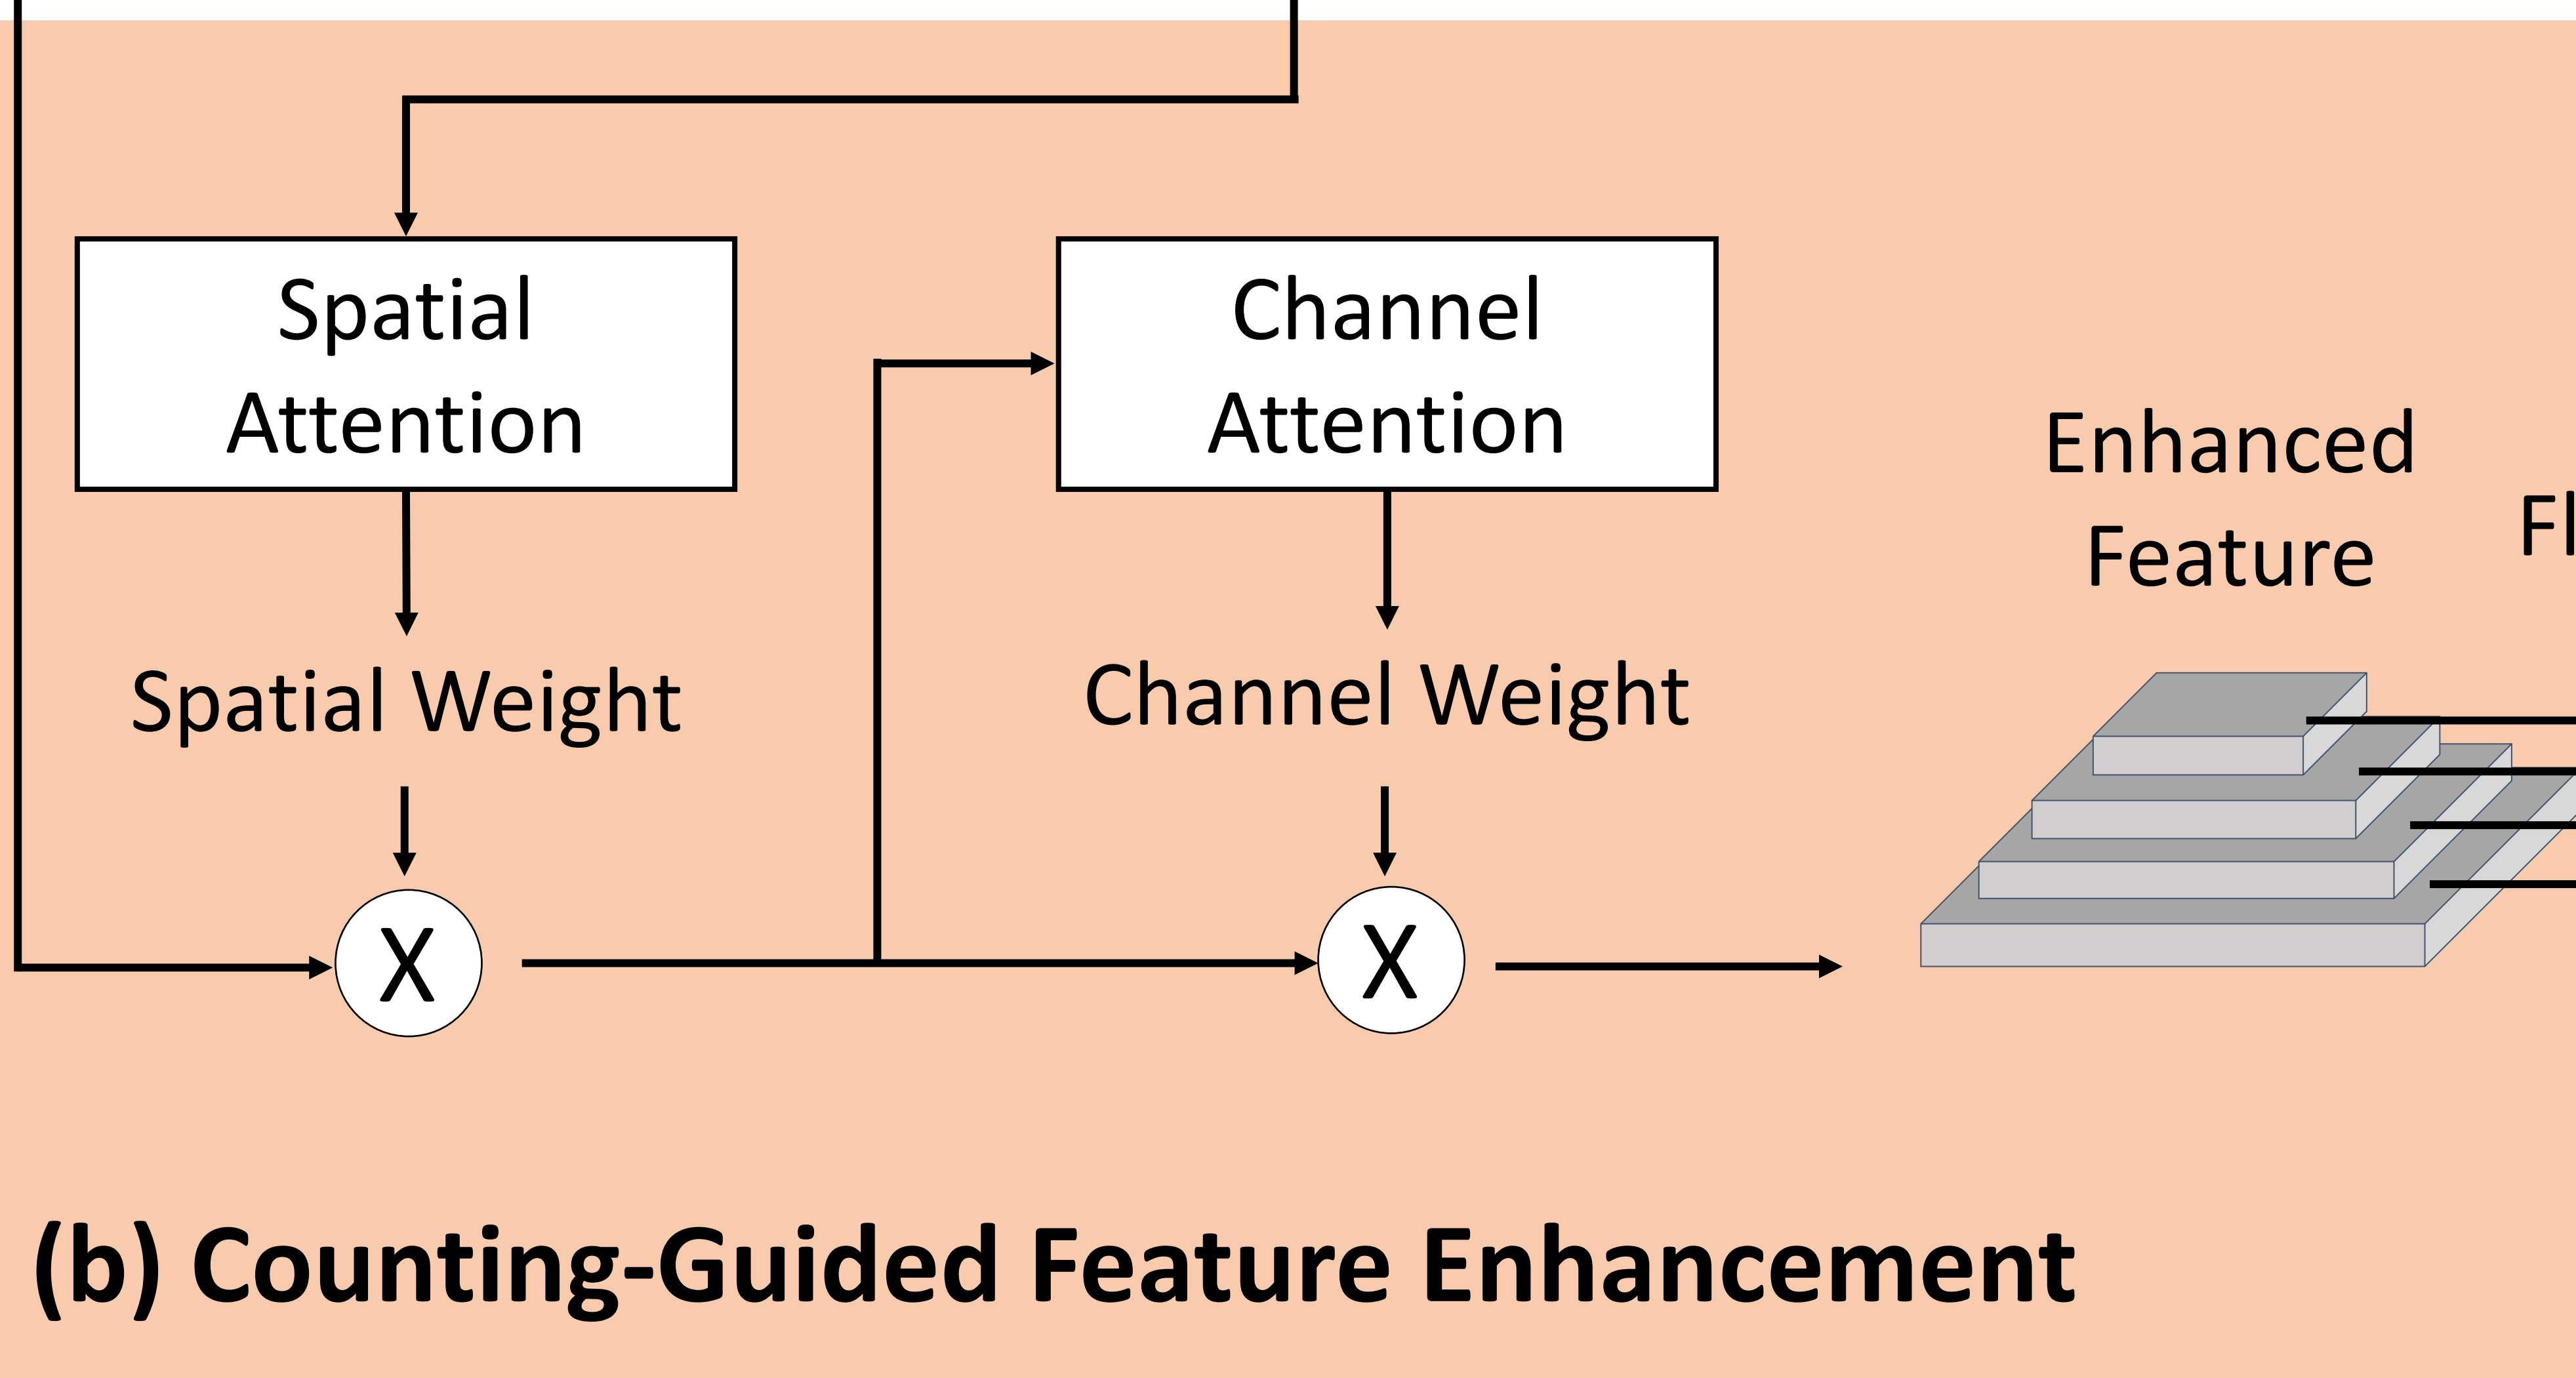 Spatial
Attention
Channel
Attention
Enhanced
Feature
Spatial Weight
Channel Weight
X
X
(b) Counting-Guided Feature Enhancement